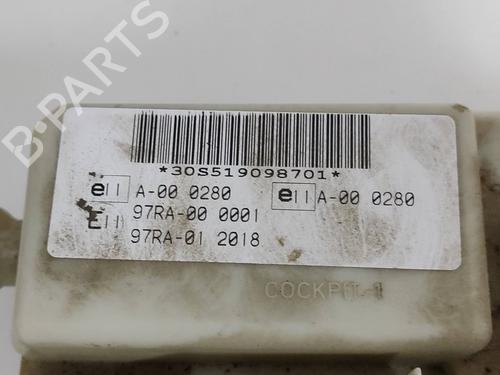 B-PARTS
*30S519098701*
e11 A-00 0280 e11 A-00 0280
97RA-00 0001
E11
97RA-01 2018
COCKPIT-1